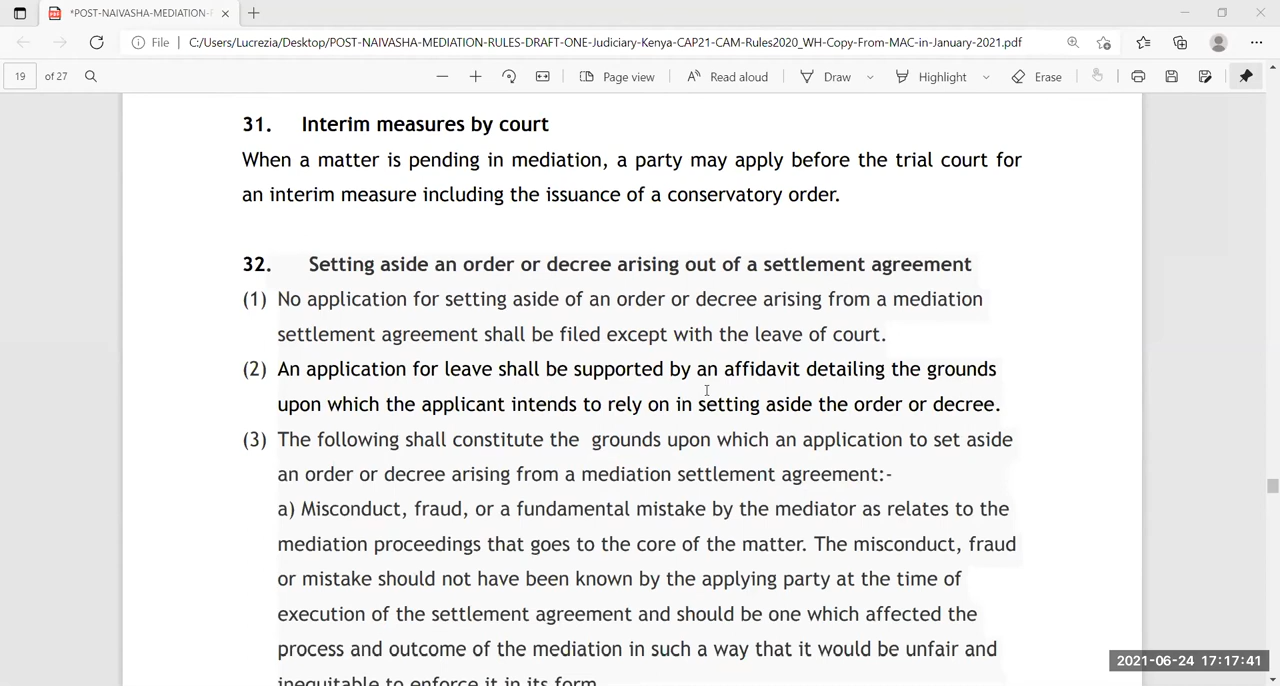 *POST-NAIVASHA-MEDIATION-
File
C:/Users/Lucrezia/Desktop/POST-NAIVASHA-MEDIATION-RULES-DRAFT-ONE-Judiciary-Kenya-CAP21-CAM-Rules2020_WH-Copy-From-MAC-in-January-2021.pdf
19 of 27
Page view
Read aloud
Draw
Highlight
Erase
31. Interim measures by court
When a matter is pending in mediation, a party may apply before the trial court for
an interim measure including the issuance of a conservatory order.
32. Setting aside an order or decree arising out of a settlement agreement
(1) No application for setting aside of an order or decree arising from a mediation
settlement agreement shall be filed except with the leave of court.
(2) An application for leave shall be supported by an affidavit detailing the grounds
upon which the applicant intends to rely on in setting aside the order or decree.
(3) The following shall constitute the grounds upon which an application to set aside
an order or decree arising from a mediation settlement agreement:-
a) Misconduct, fraud, or a fundamental mistake by the mediator as relates to the
mediation proceedings that goes to the core of the matter. The misconduct, fraud
or mistake should not have been known by the applying party at the time of
execution of the settlement agreement and should be one which affected the
process and outcome of the mediation in such a way that it would be unfair and
inequitable to enforce it in its form
2021-06-24 17:17:41